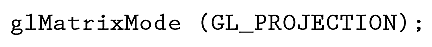 glMatrixMode (GL_PROJECTION);